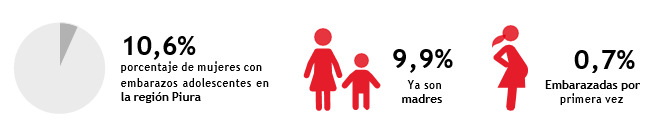 10,6%
porcentaje de mujeres con
embarazos adolescentes en
la región Piura
9,9%
Ya son
madres
0,7%
Embarazadas por
primera vez